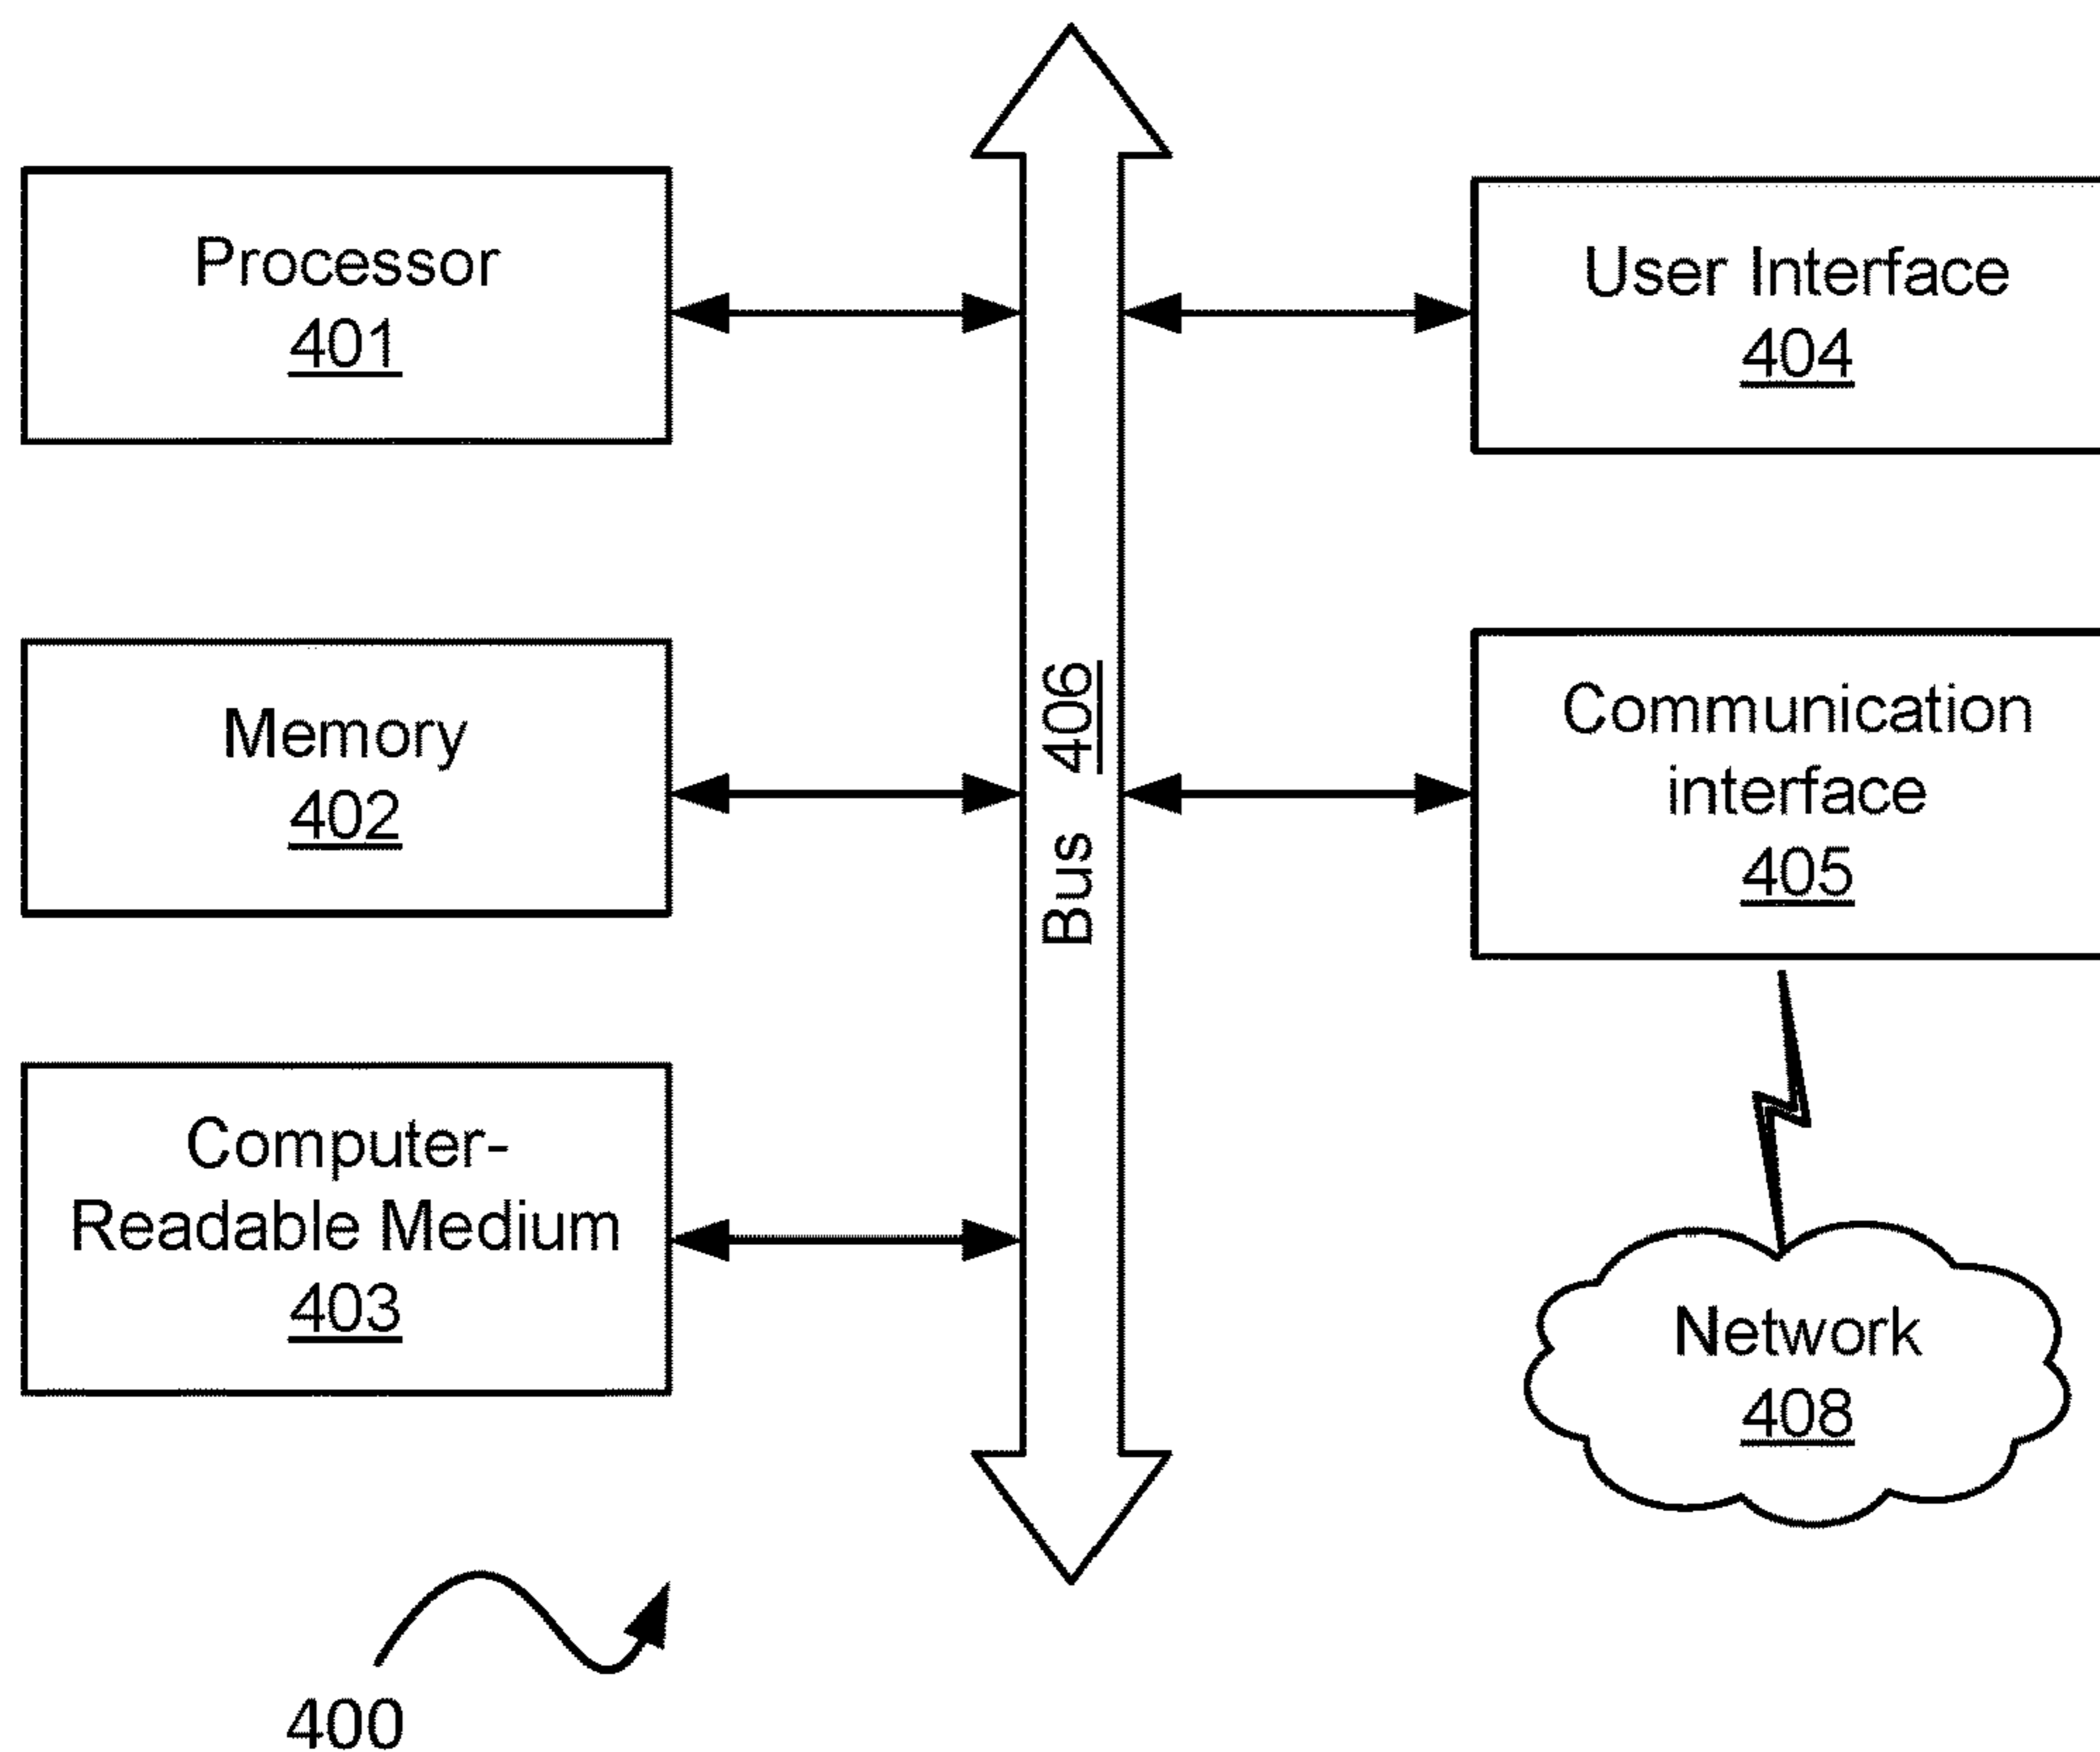 Processor
401
Memory
402
Computer-
Readable Medium
403
Bus 406
User Interface
404
Communication
interface
405
Network
408
400